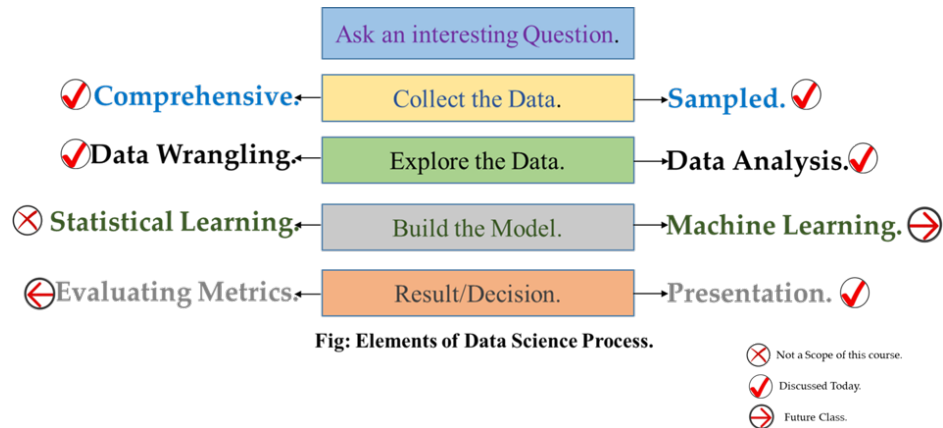 Ask an interesting Question.
Comprehensive. Collect the Data. Sampled.
Data Wrangling. Explore the Data. Data Analysis.
Statistical Learning. Build the Model. Machine Learning.
Evaluating Metrics. Result/Decision. Presentation.
Fig: Elements of Data Science Process.
Not a Scope of this course.
Discussed Today.
Future Class.